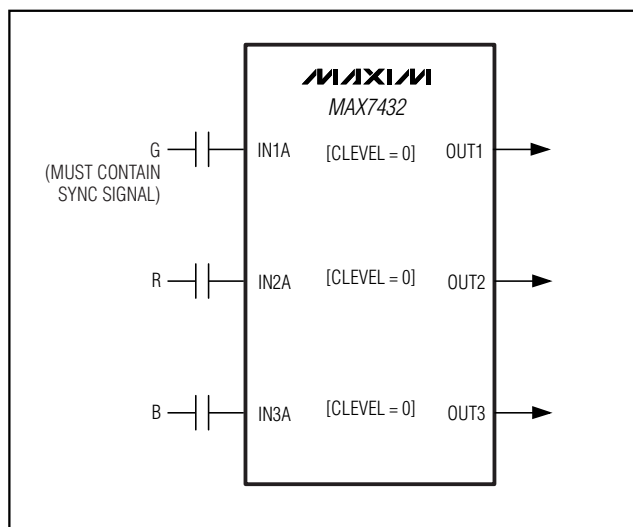 MAXIM
MAX7432
G
(MUST CONTAIN
SYNC SIGNAL)
IN1A
[CLEVEL = 0]
OUT1
R
IN2A
[CLEVEL = 0]
OUT2
B
IN3A
[CLEVEL = 0]
OUT3